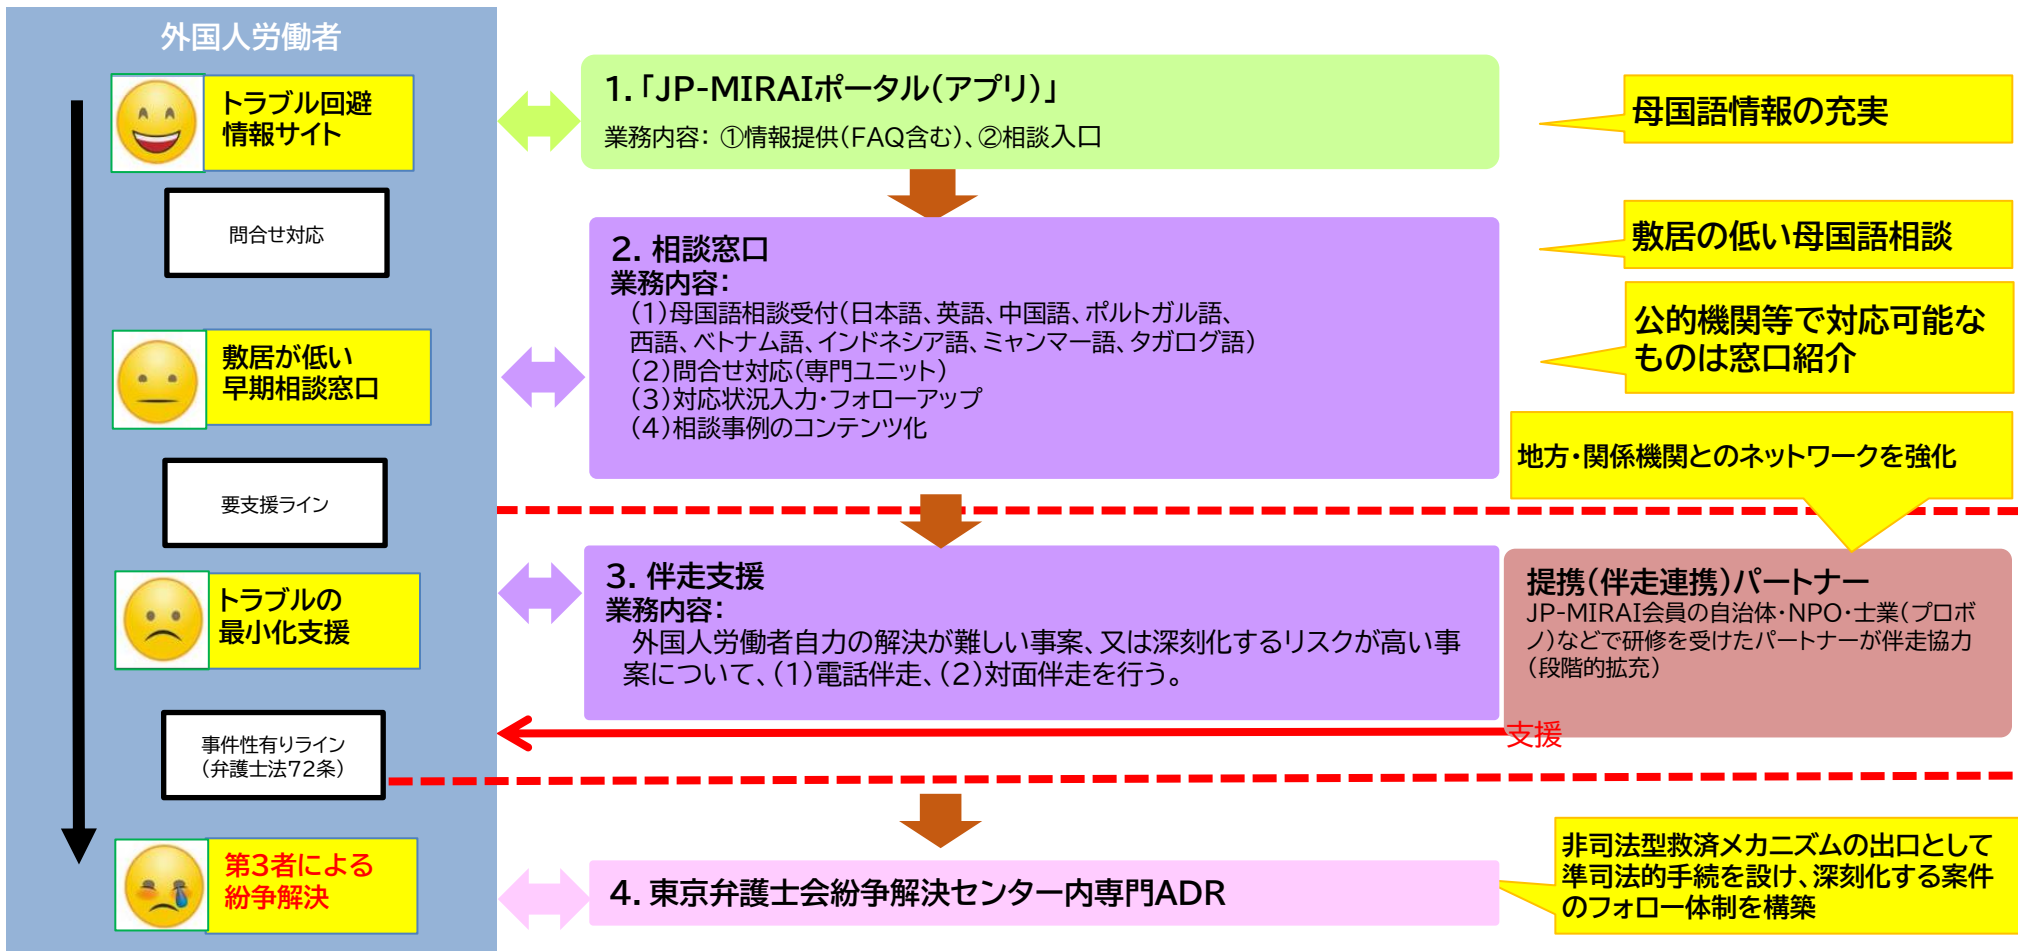 外国人労働者
トラブル回避
情報サイト
問合せ対応
敷居が低い
早期相談窓口
要支援ライン
トラブルの
最小化支援
事件性有りライン
(弁護士法72条)
第3者による
紛争解決
1.「JP-MIRAIポータル(アプリ)」
業務内容: ①情報提供(FAQ含む)、②相談入口
2. 相談窓口
業務内容:
(1)母国語相談受付(日本語、英語、中国語、ポルトガル語、
西語、ベトナム語、インドネシア語、ミャンマー語、タガログ語)
(2)問合せ対応(専門ユニット)
(3)対応状況入力・フォローアップ
(4)相談事例のコンテンツ化
3. 伴走支援
業務内容:
外国人労働者自力の解決が難しい事案、又は深刻化するリスクが高い事
案について、(1)電話伴走、(2)対面伴走を行う。
4. 東京弁護士会紛争解決センター内専門ADR
母国語情報の充実
敷居の低い母国語相談
公的機関等で対応可能な
ものは窓口紹介
地方・関係機関とのネットワークを強化
提携(伴走連携)パートナー
JP-MIRAI会員の自治体・NPO・士業(プロボ
ノ)などで研修を受けたパートナーが伴走協力
(段階的拡充)
支援
非司法型救済メカニズムの出口として
準司法的手続を設け、深刻化する案件
のフォロー体制を構築